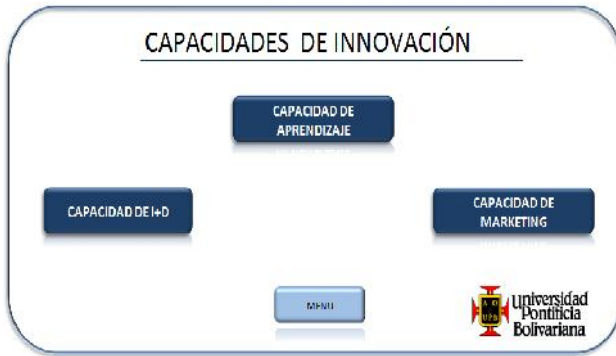 CAPACIDADES DE INNOVACIÓN
CAPACIDAD DE
APRENDIZAJE
CAPACIDAD DE I+D
CAPACIDAD DE
MARKETING
MENU
Universidad
Pontificia
Bolivariana